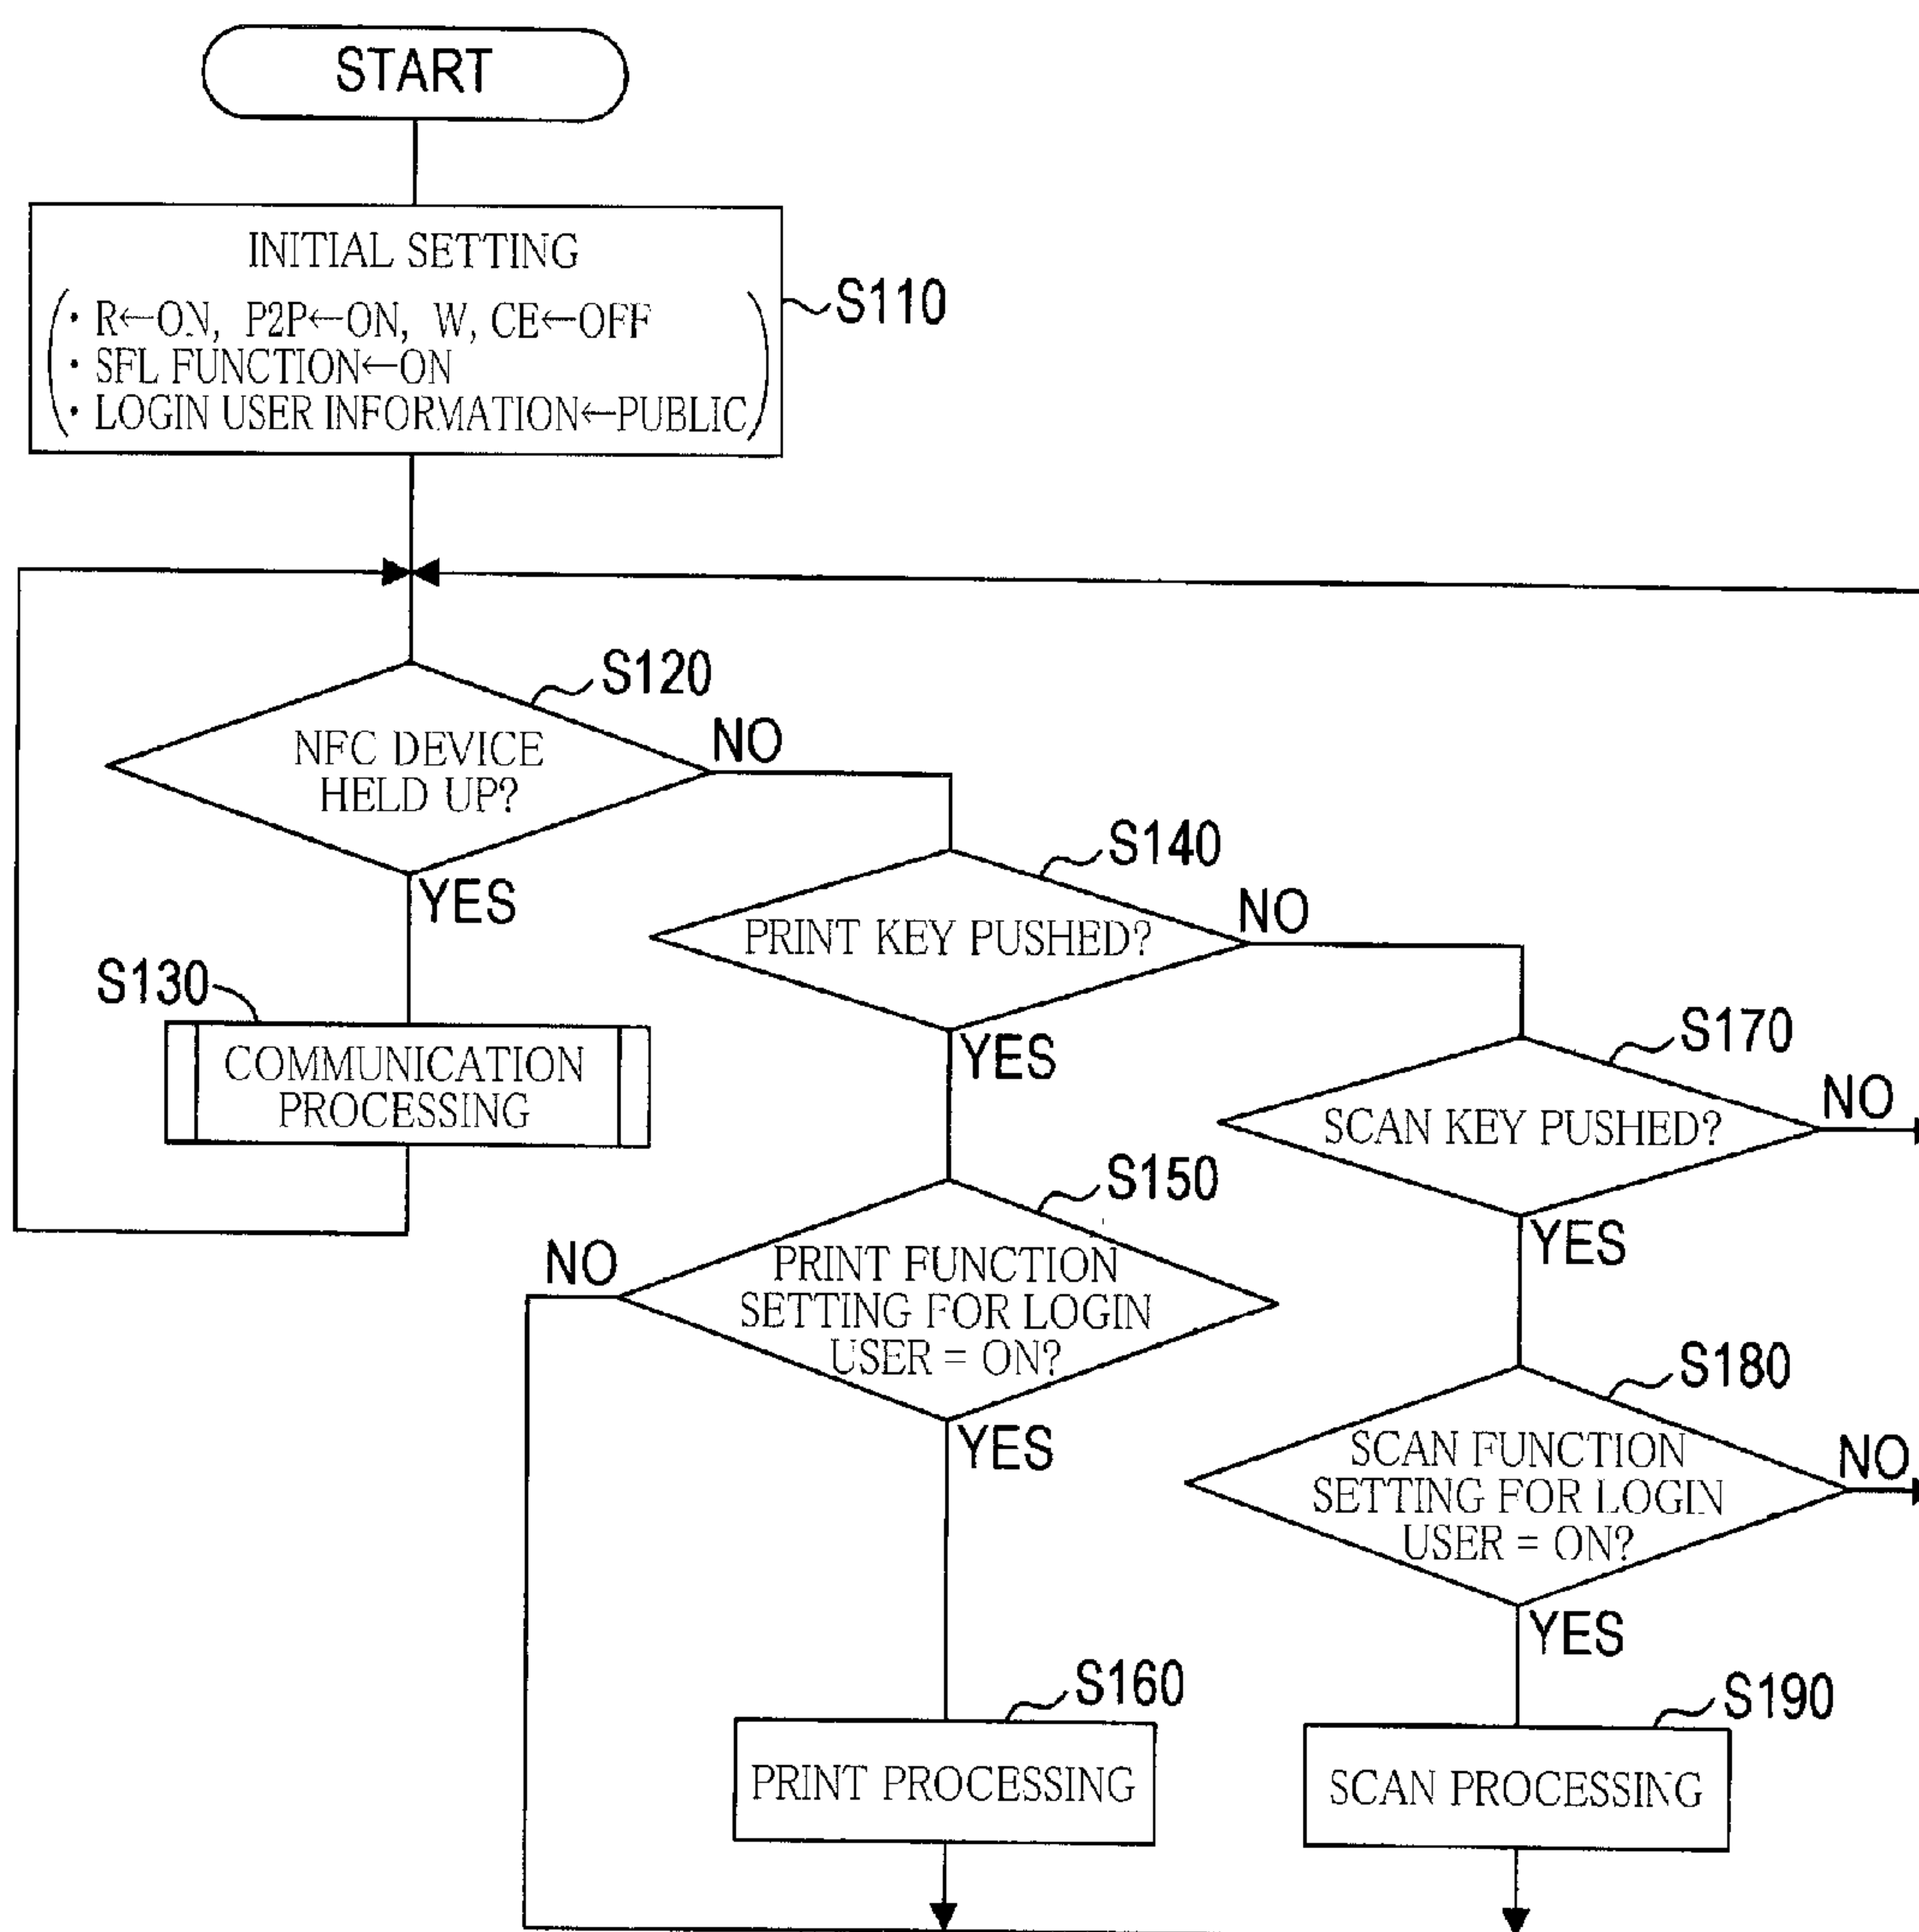 START
INITIAL SETTING
• R←ON, P2P←ON, W, CE←OFF
• SFL FUNCTION←ON
• LOGIN USER INFORMATION←PUBLIC
S110
S120
NFC DEVICE
HELD UP?
NO
YES
S130
COMMUNICATION
PROCESSING
S140
PRINT KEY PUSHED?
NO
YES
S150
PRINT FUNCTION
SETTING FOR LOGIN
USER = ON?
NO
YES
S160
PRINT PROCESSING
S170
SCAN KEY PUSHED?
NO
YES
S180
SCAN FUNCTION
SETTING FOR LOGIN
USER = ON?
NO
YES
S190
SCAN PROCESSING